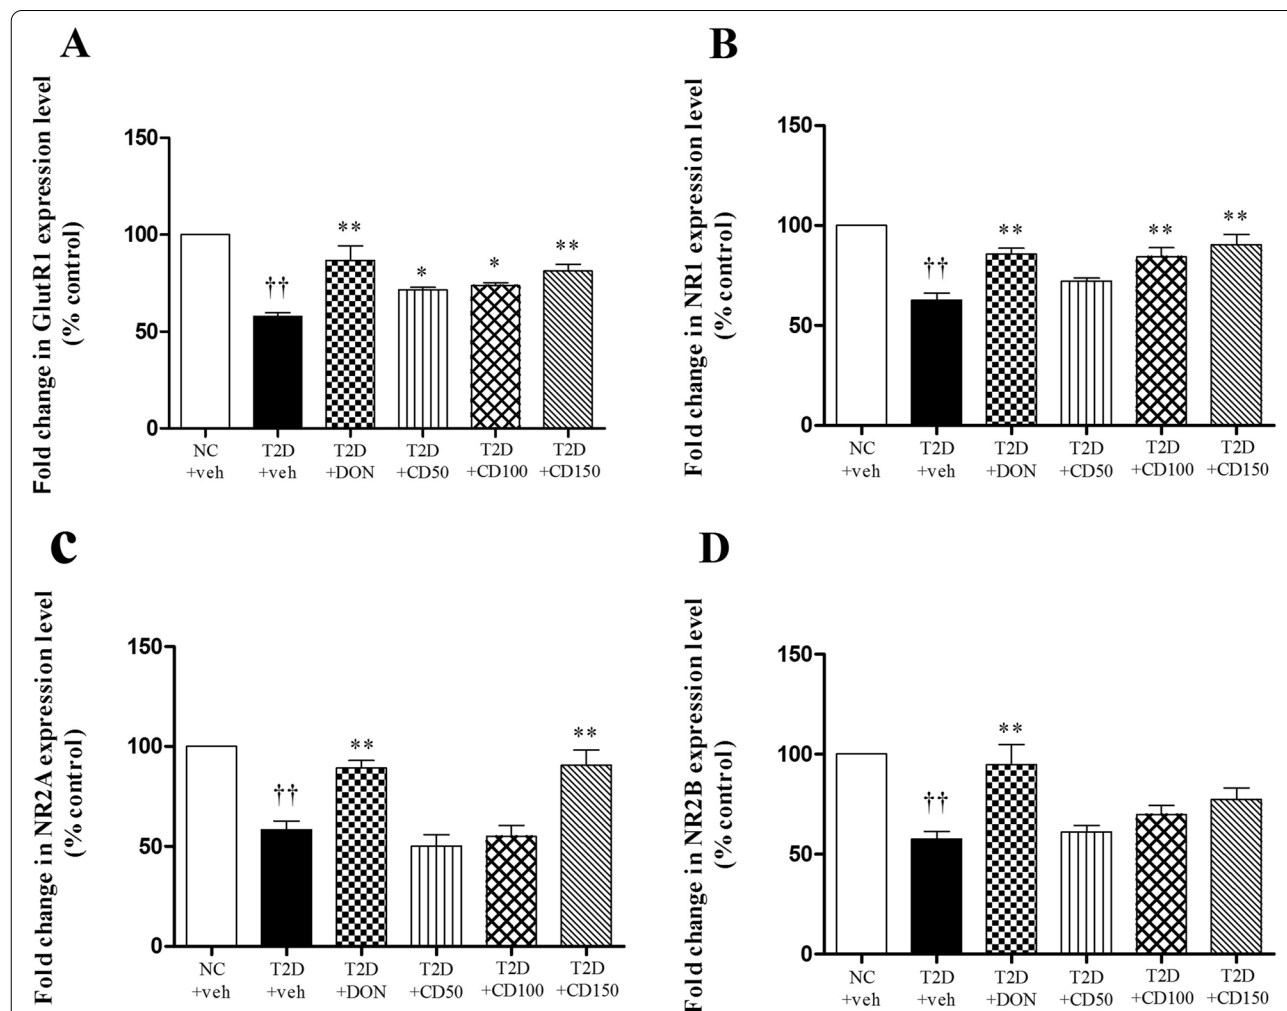 A
Fold change in GlutR1 expression level
(% control)
150
100
50
0
††
**
*
*
**
NC
+veh
T2D
+veh
T2D
+DON
T2D
+CD50
T2D
+CD100
T2D
+CD150
B
Fold change in NR1 expression level
(% control)
150
100
50
0
††
**
**
**
NC
+veh
T2D
+veh
T2D
+DON
T2D
+CD50
T2D
+CD100
T2D
+CD150
C
Fold change in NR2A expression level
(% control)
150
100
50
0
††
**
**
NC
+veh
T2D
+veh
T2D
+DON
T2D
+CD50
T2D
+CD100
T2D
+CD150
D
Fold change in NR2B expression level
(% control)
150
100
50
0
††
**
NC
+veh
T2D
+veh
T2D
+DON
T2D
+CD50
T2D
+CD100
T2D
+CD150